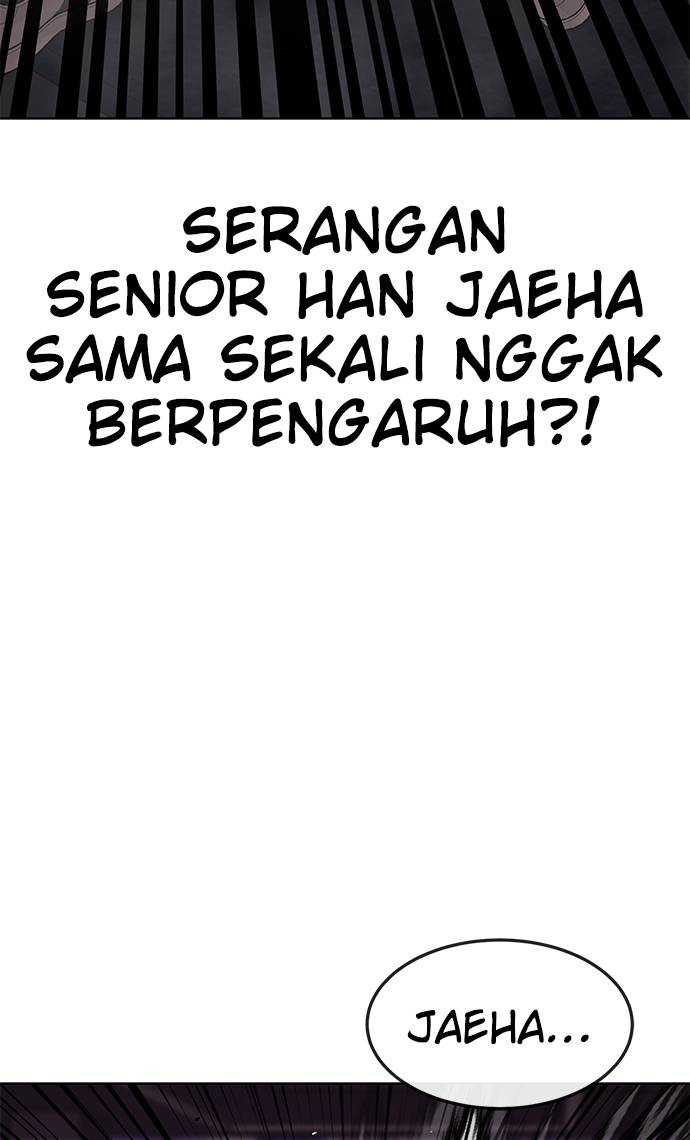 SERANGAN
SENIOR HAN JAEHA
SAMA SEKALI NGGAK
BERPENGARUH?!
JAEHA...